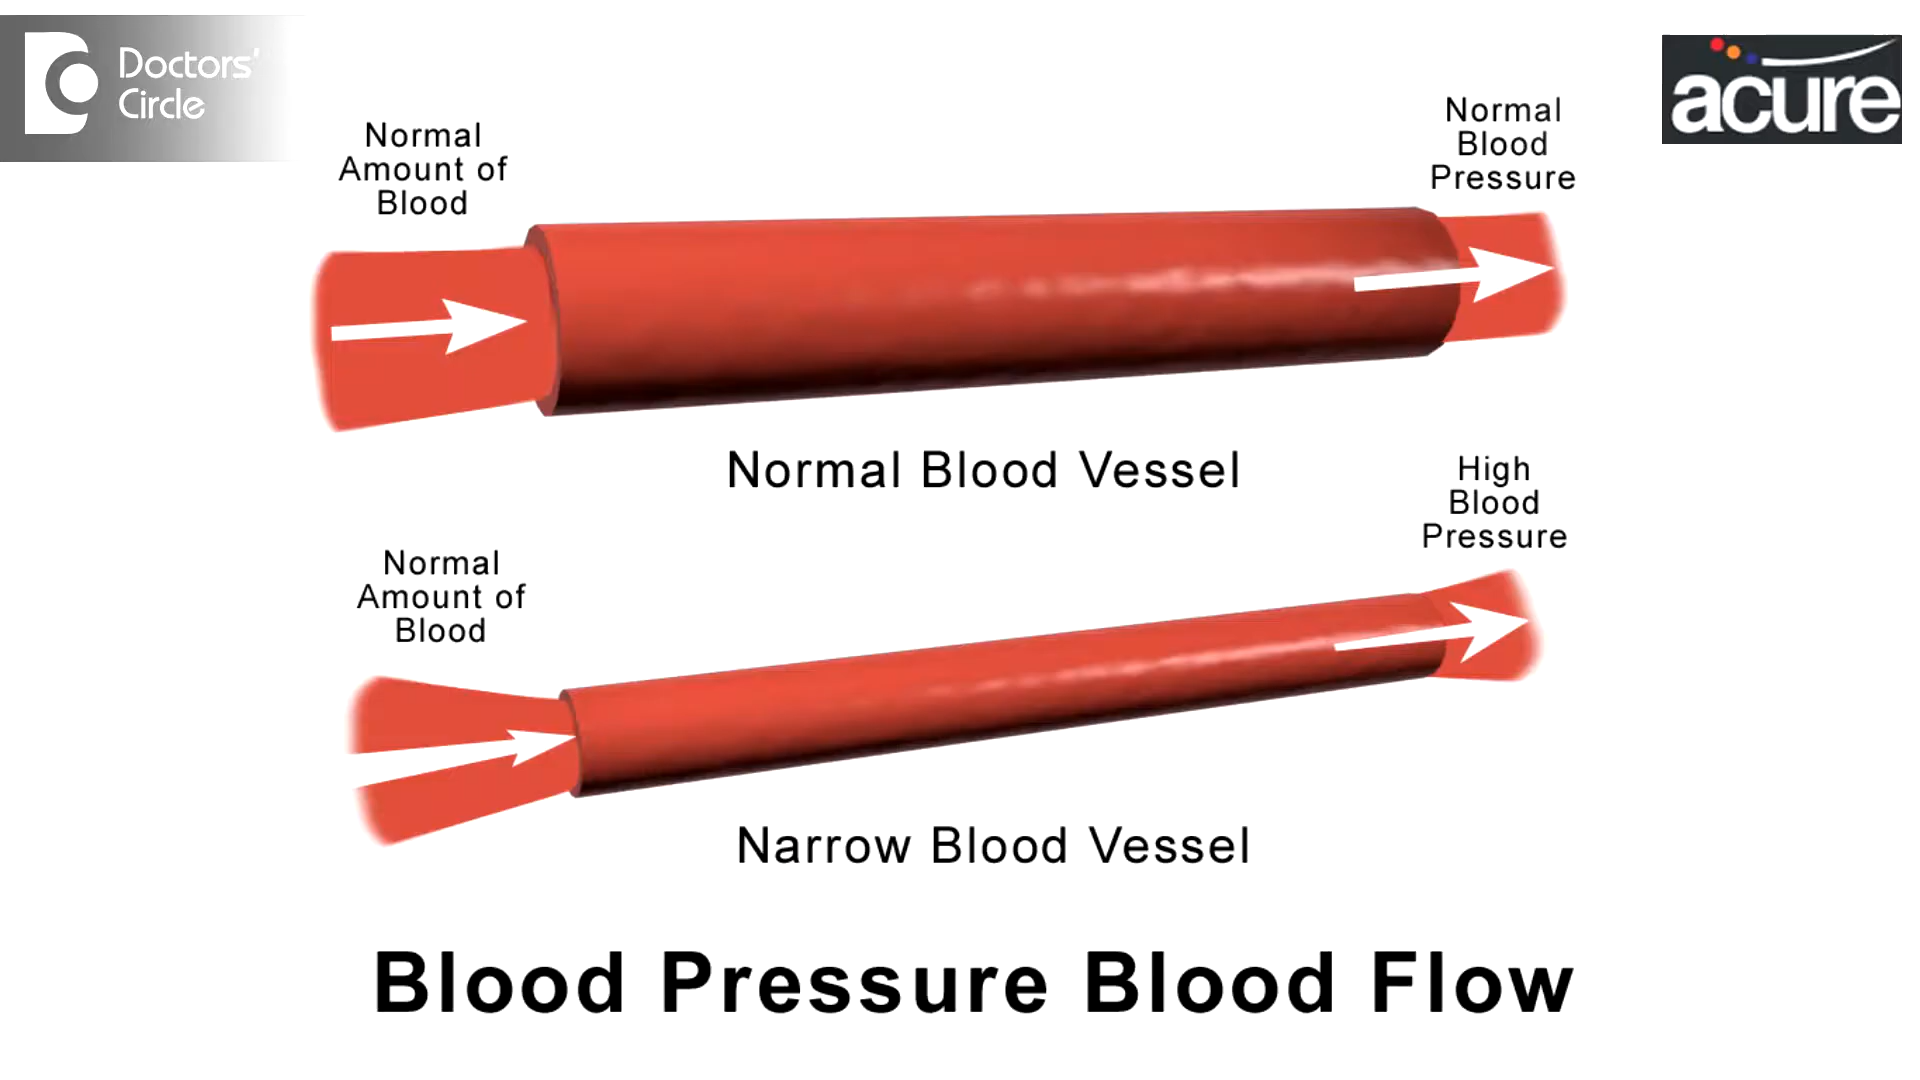 Doctors'
Circle
acure
Normal
Amount of
Blood
Normal
Blood
Pressure
Normal Blood Vessel
High
Blood
Pressure
Normal
Amount of
Blood
Narrow Blood Vessel
Blood Pressure Blood Flow